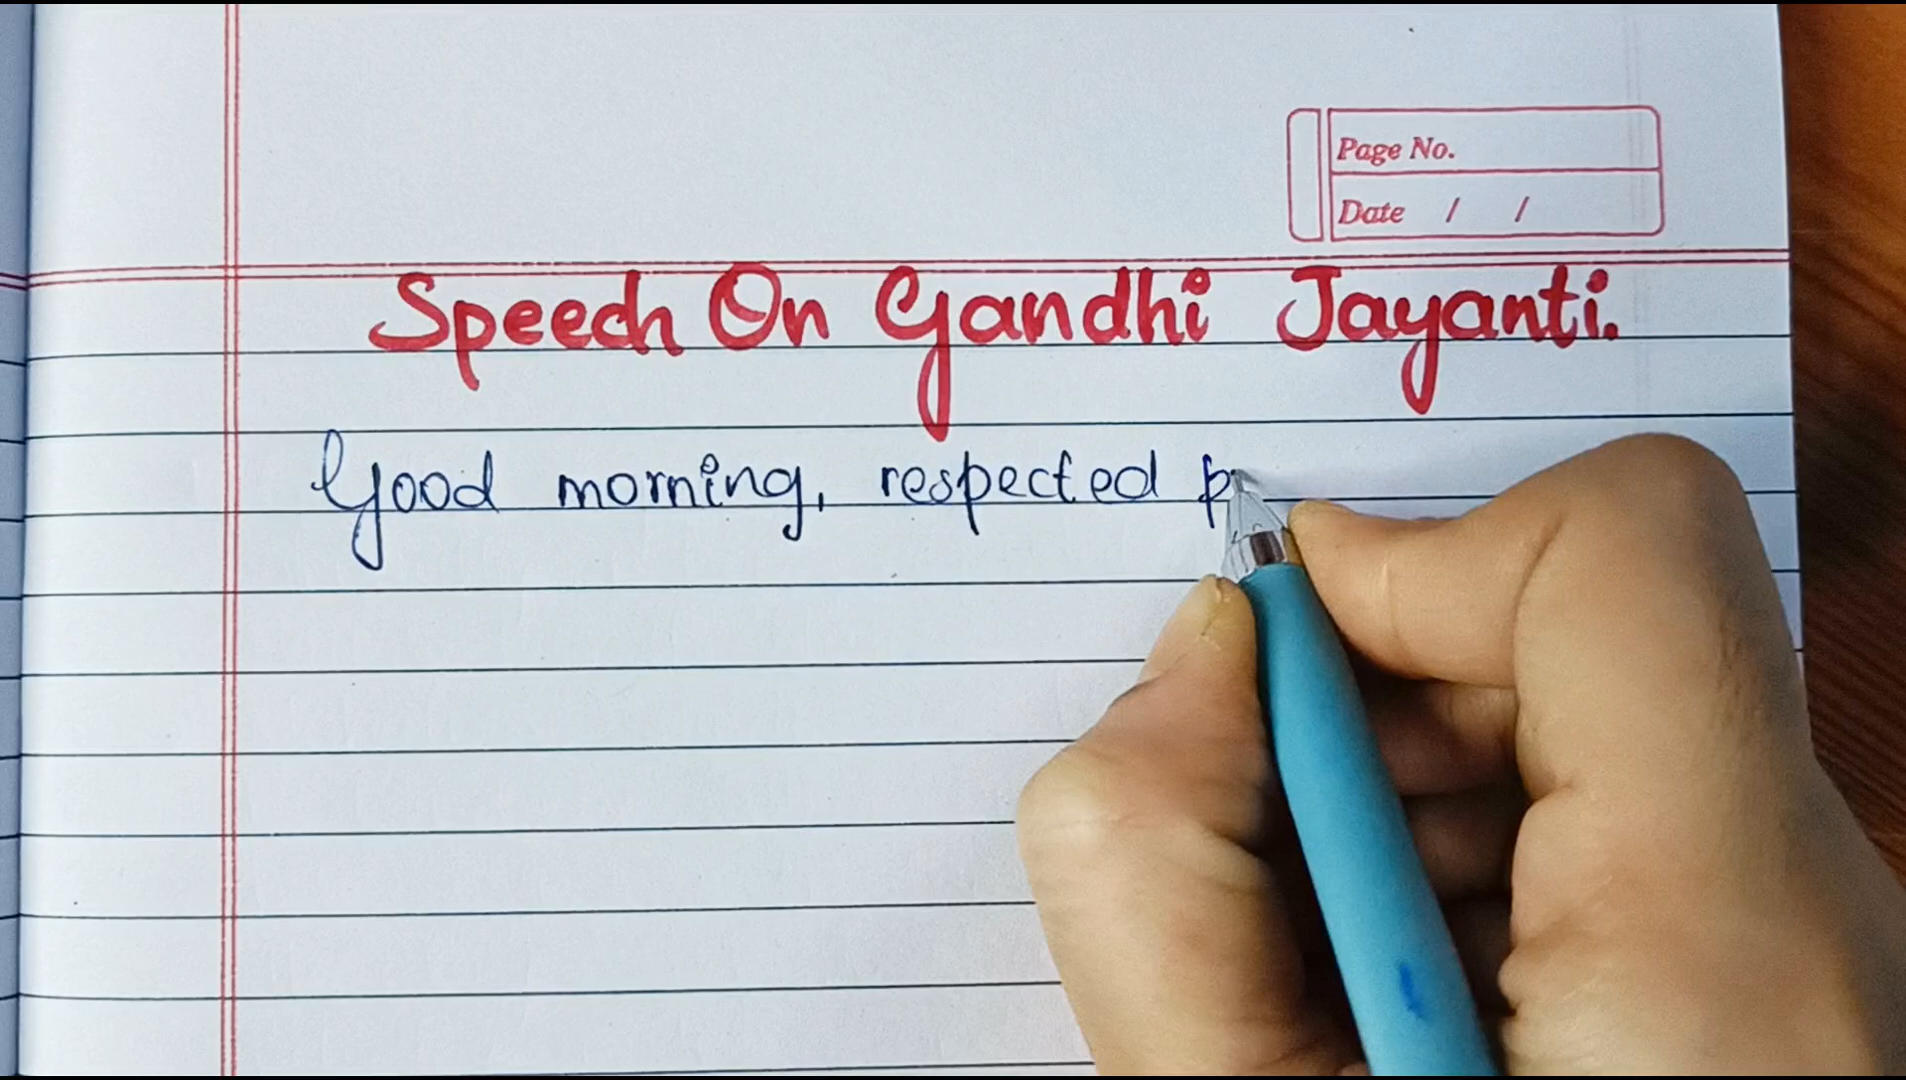 Page No.
Date / /
Speech On Gandhi Jayanti.
Good morning, respected p